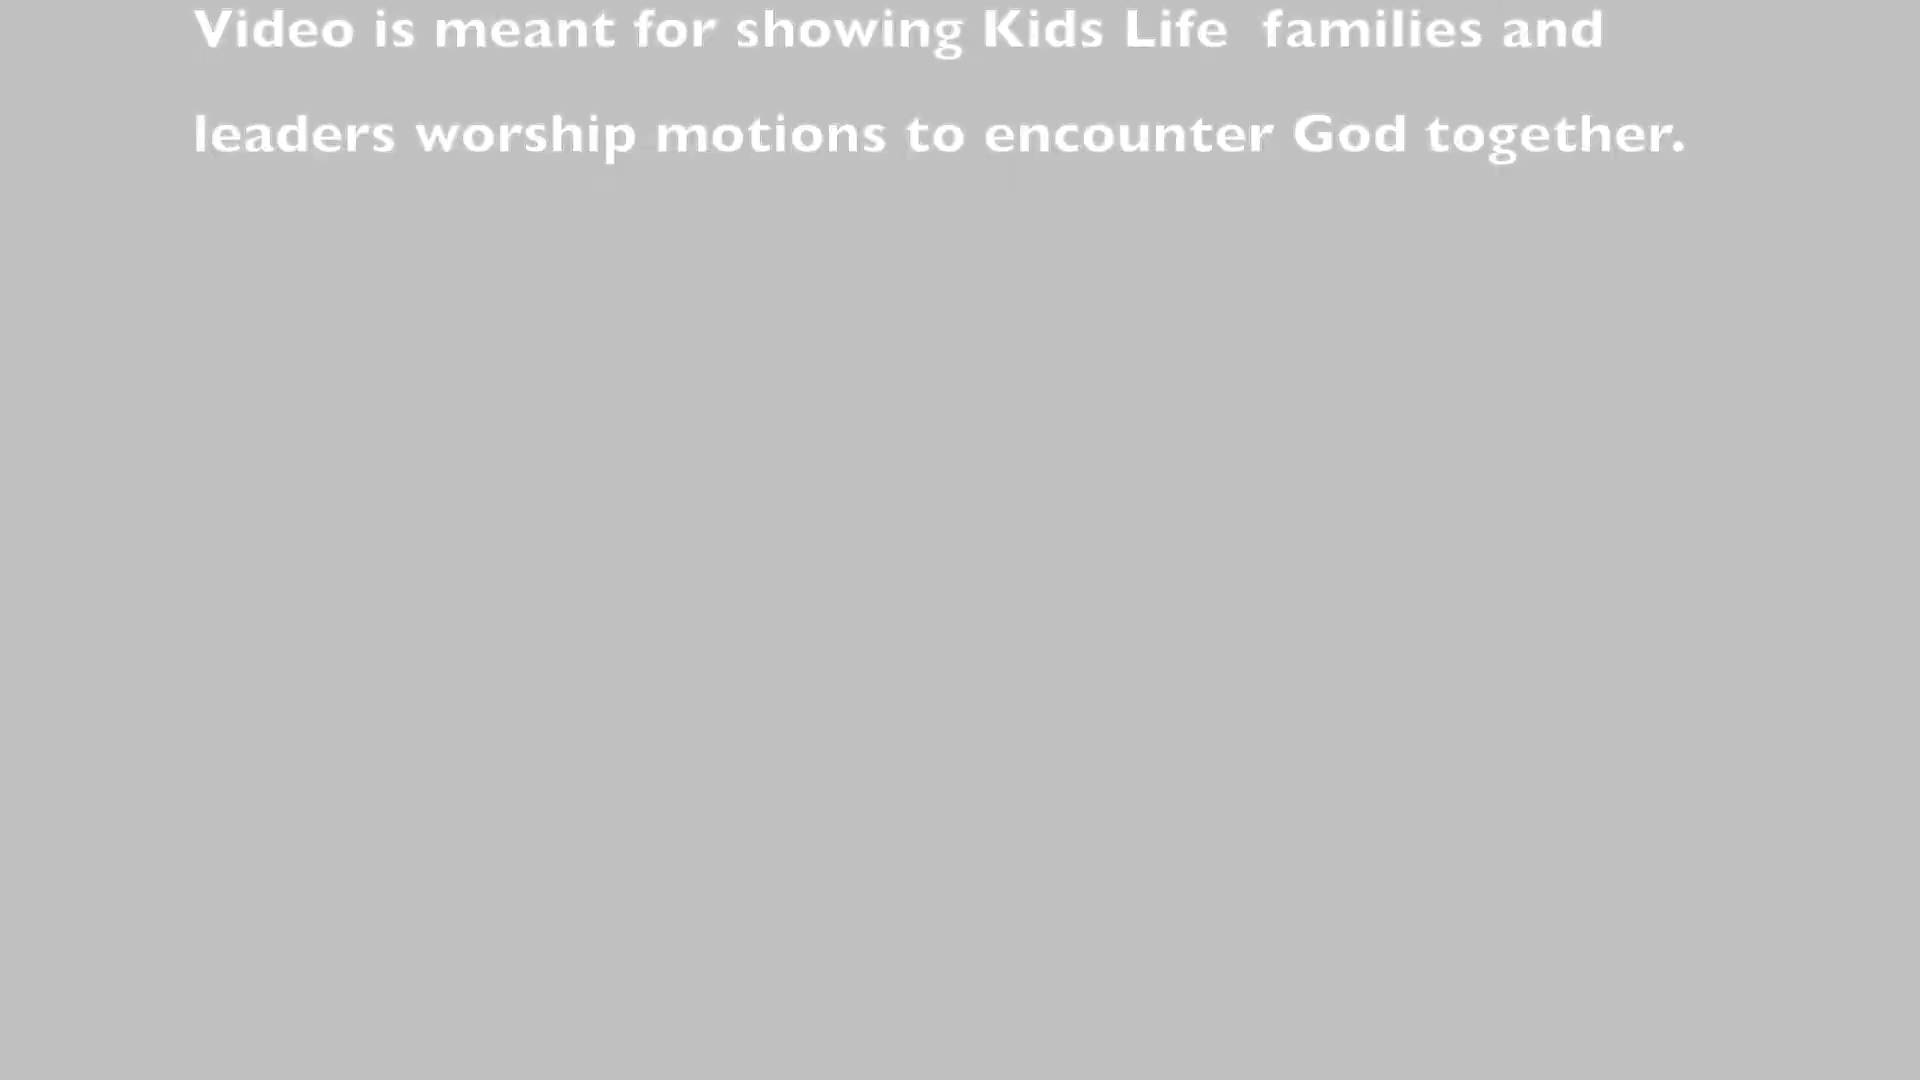 Video is meant for showing Kids Life  families and
leaders worship motions to encounter God together.